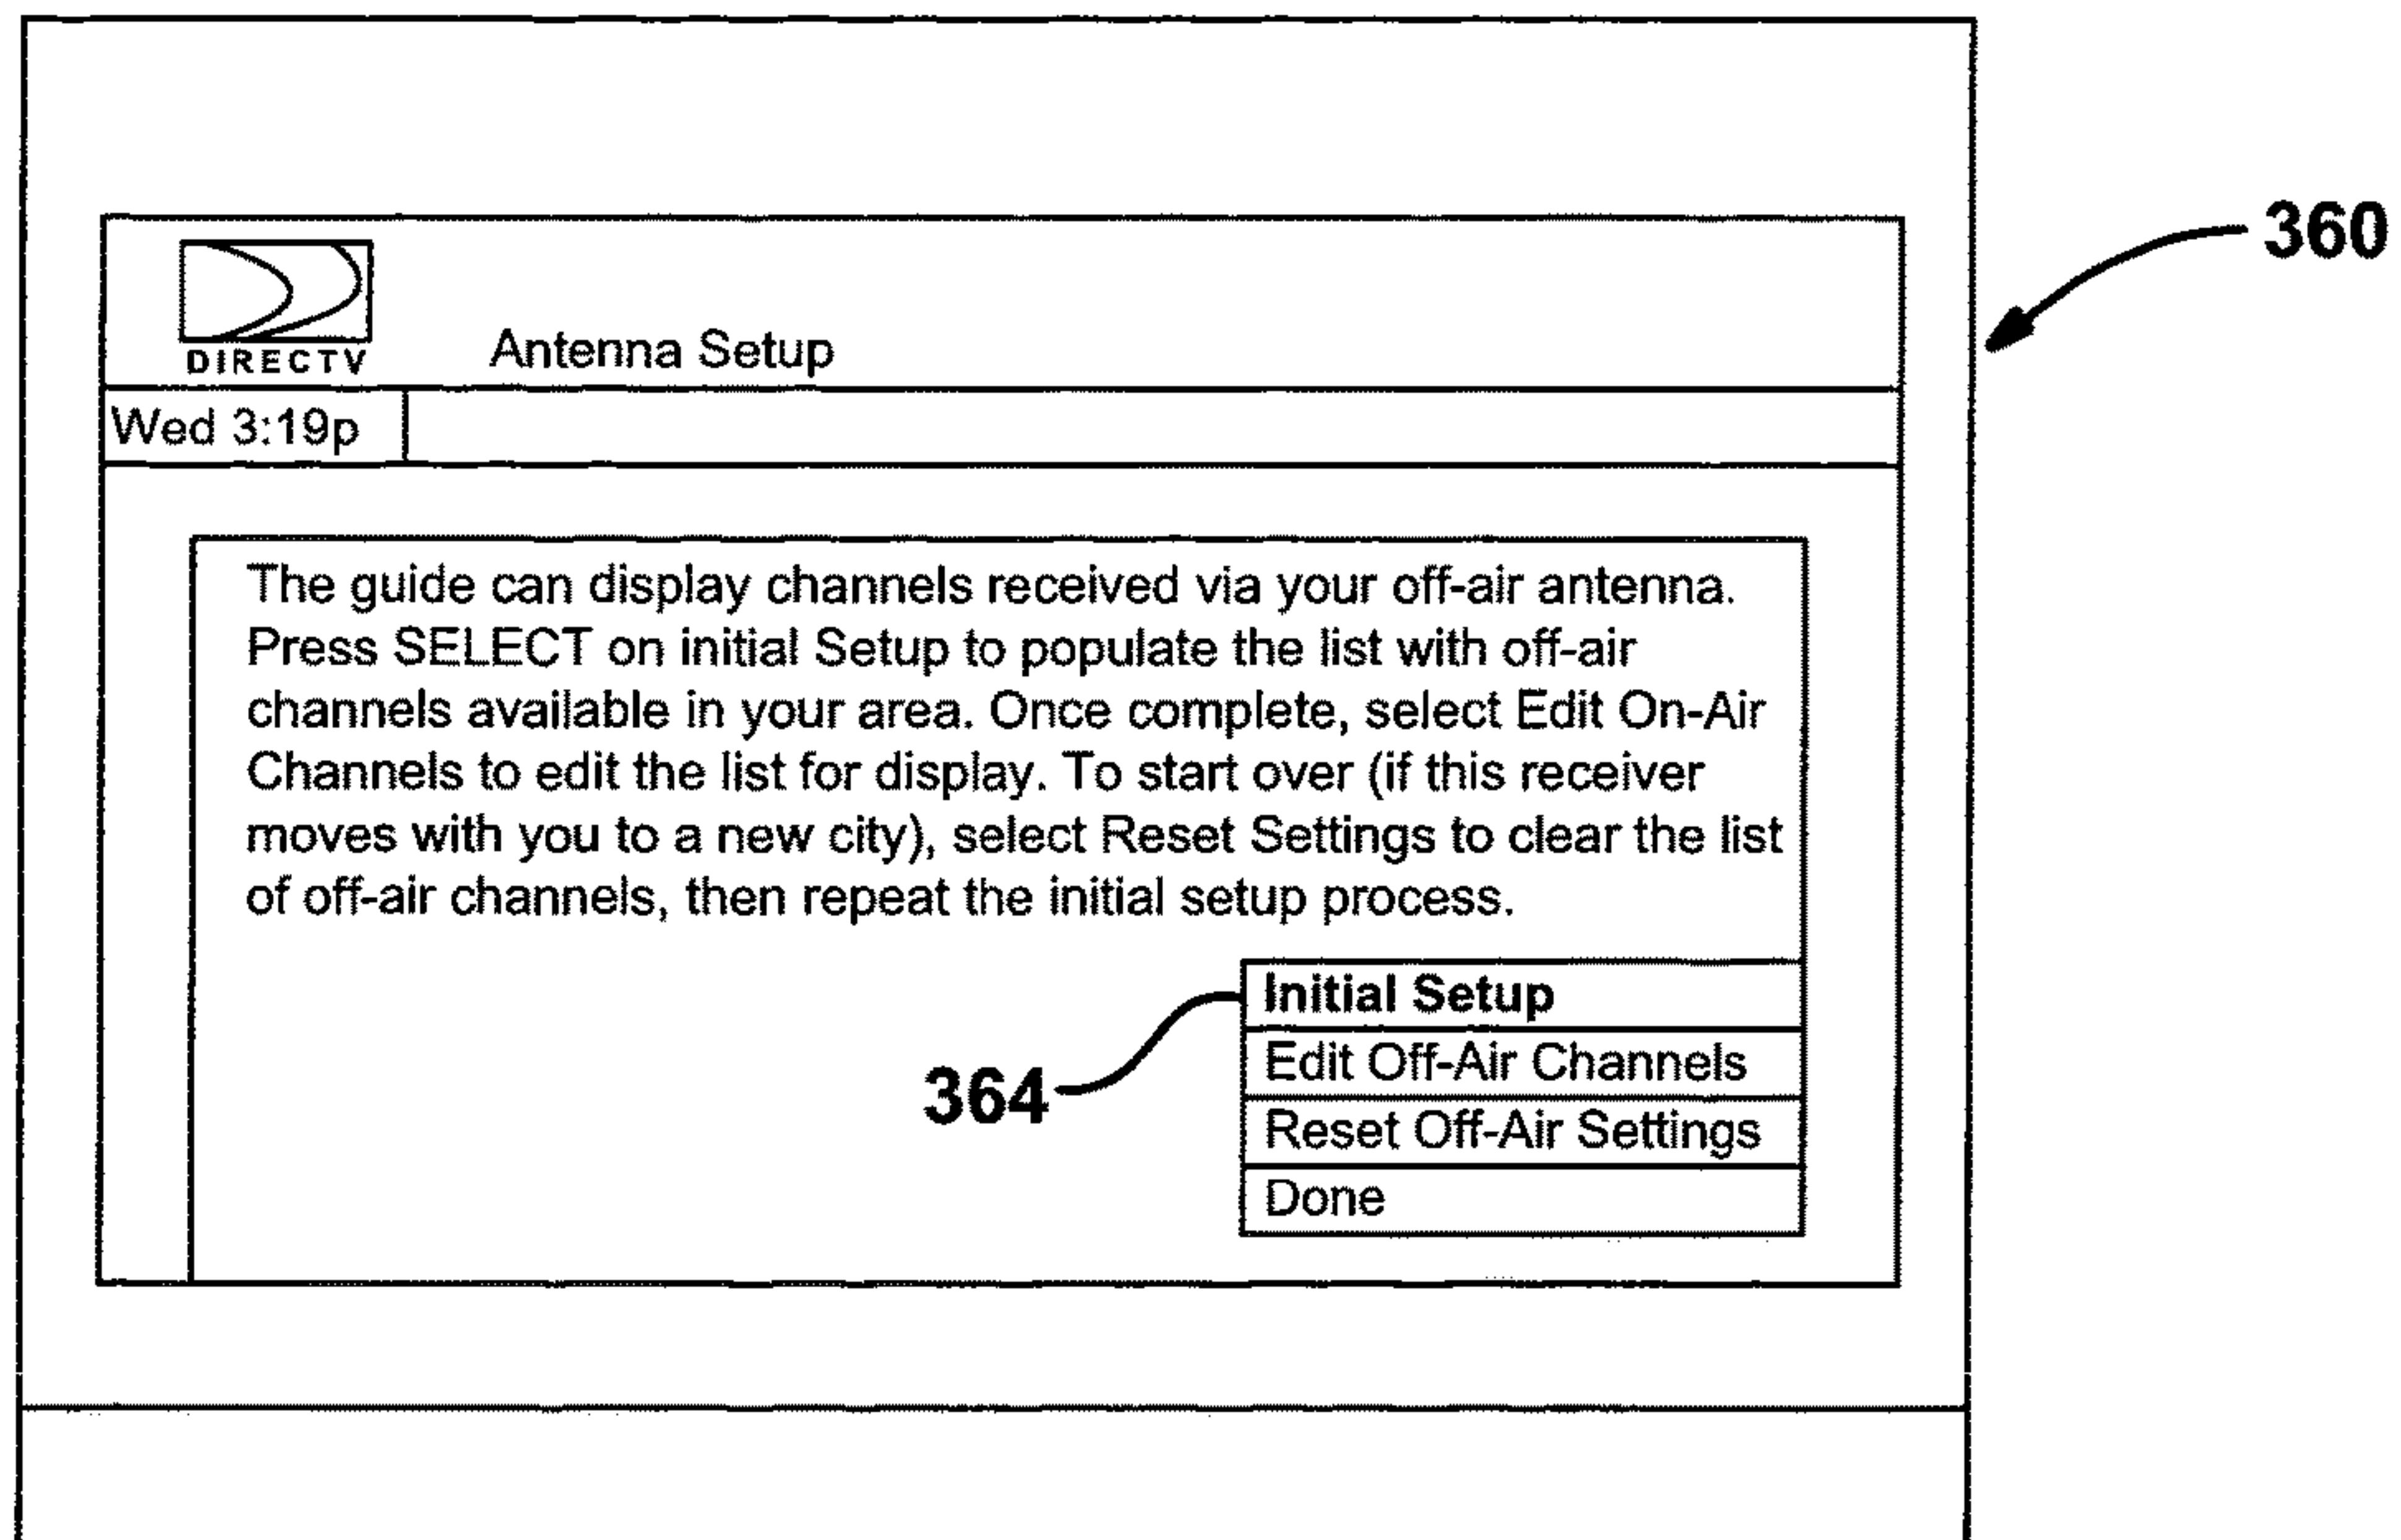 360
DIRECTV
Antenna Setup
Wed 3:19p
The guide can display channels received via your off-air antenna.
Press SELECT on initial Setup to populate the list with off-air
channels available in your area. Once complete, select Edit On-Air
Channels to edit the list for display. To start over (if this receiver
moves with you to a new city), select Reset Settings to clear the list
of off-air channels, then repeat the initial setup process.
Initial Setup
364
Edit Off-Air Channels
Reset Off-Air Settings
Done